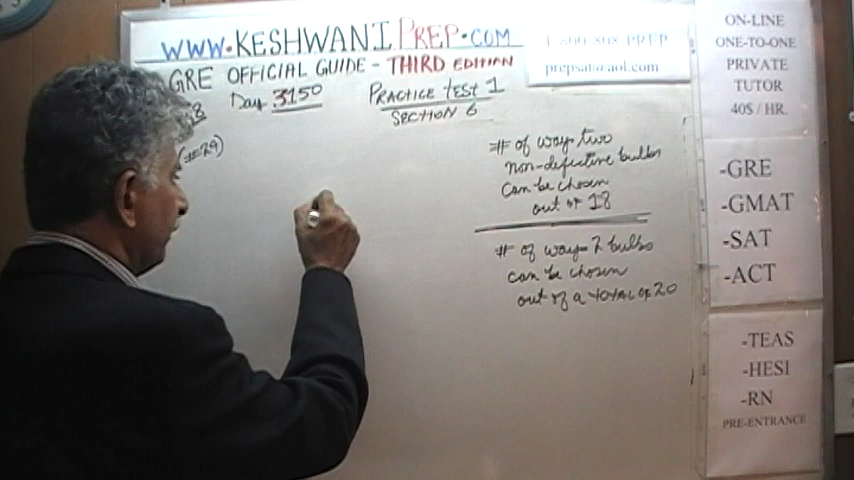 WWW.KESHWANIPREP.COM
GRE OFFICIAL GUIDE - THIRD EDITION
Day 3150
PRACTICE TEST 1
SECTION 6
(#29)
prepsat@aol.com
# of ways two
non-defective bulbs
can be chosen
out of 18
# of ways 2 bulbs
can be chosen
out of a TOTAL of 20
ON-LINE
ONE-TO-ONE
PRIVATE
TUTOR
40$ / HR.
-GRE
-GMAT
-SAT
-ACT
-TEAS
-HESI
-RN
PRE-ENTRANCE